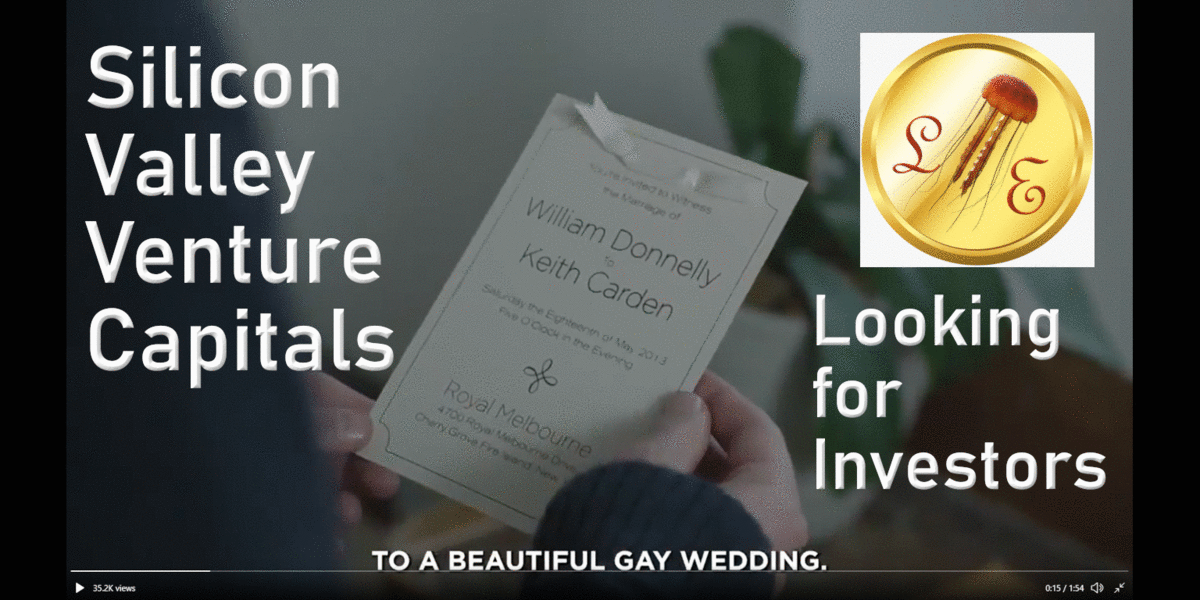 Silicon
Valley
Venture
Capitals
L E
Looking
for
Investors
You're Invited to Witness
the Marriage of
William Donnelly
to
Keith Carden
Saturday the Eighteenth of May, 2013
Five O'Clock in the Evening
Royal Melbourne
4700 Royal Melbourne Drive
Cherry Grove Fire Island, New
TO A BEAUTIFUL GAY WEDDING.
35.2K views
0:15 / 1:54